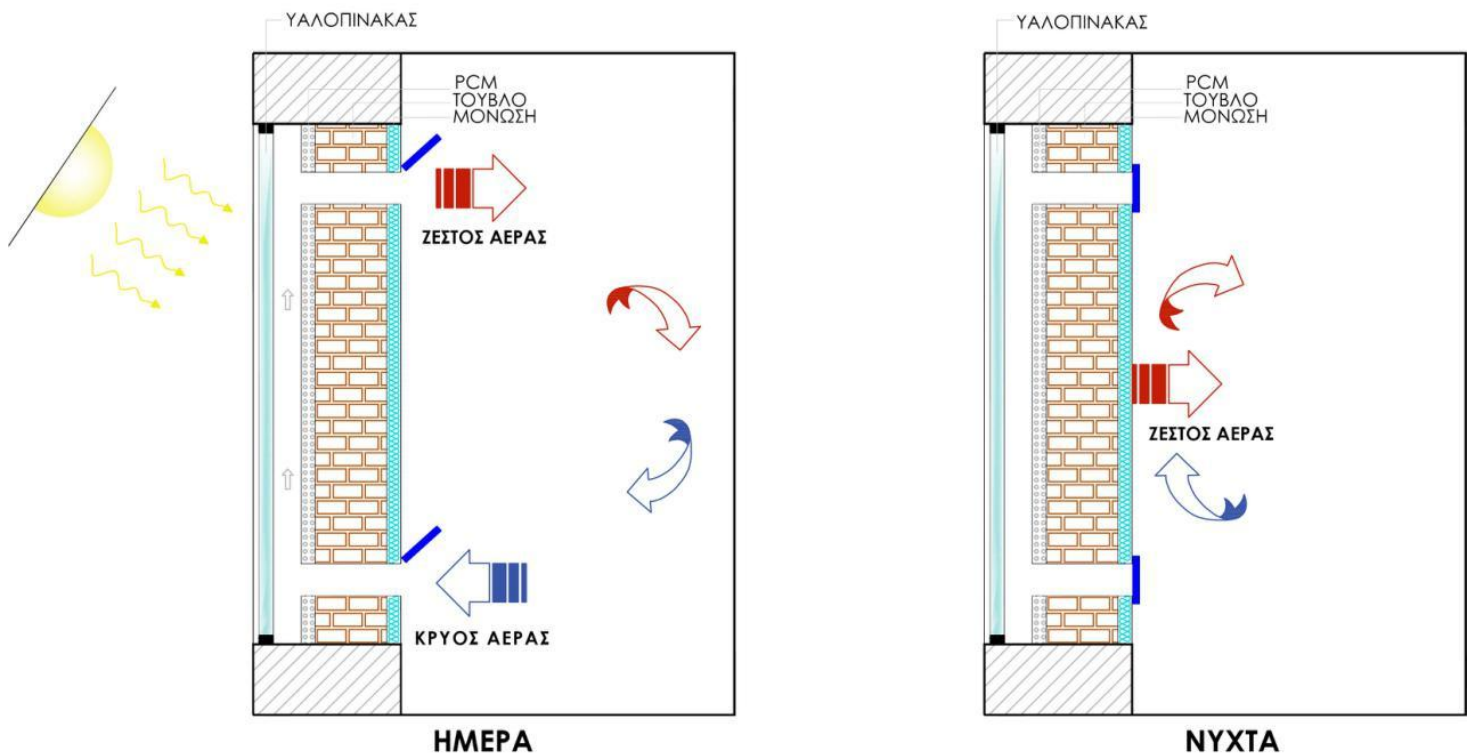 ΥΑΛΟΠΙΝΑΚΑΣ
PCM
ΤΟΥΒΛΟ
ΜΟΝΩΣΗ
ΖΕΣΤΟΣ ΑΕΡΑΣ
ΚΡΥΟΣ ΑΕΡΑΣ
ΗΜΕΡΑ
ΥΑΛΟΠΙΝΑΚΑΣ
PCM
ΤΟΥΒΛΟ
ΜΟΝΩΣΗ
ΖΕΣΤΟΣ ΑΕΡΑΣ
ΝΥΧΤΑ